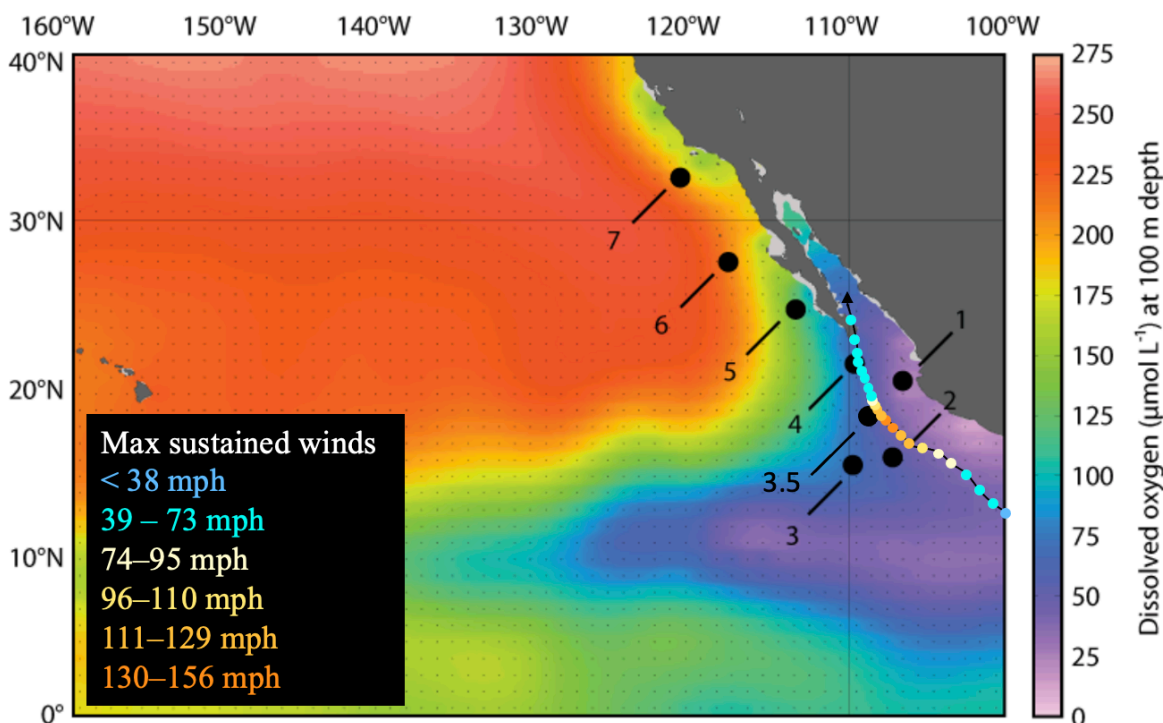 160°W 150°W 140°W 130°W 120°W 110°W 100°W
40°N
30°N
20°N
10°N
0°
7
6
5
4
3.5
3
1
2
Max sustained winds
< 38 mph
39 – 73 mph
74–95 mph
96–110 mph
111–129 mph
130–156 mph
275
250
225
200
175
150
125
100
75
50
25
0
Dissolved oxygen (µmol L⁻¹) at 100 m depth